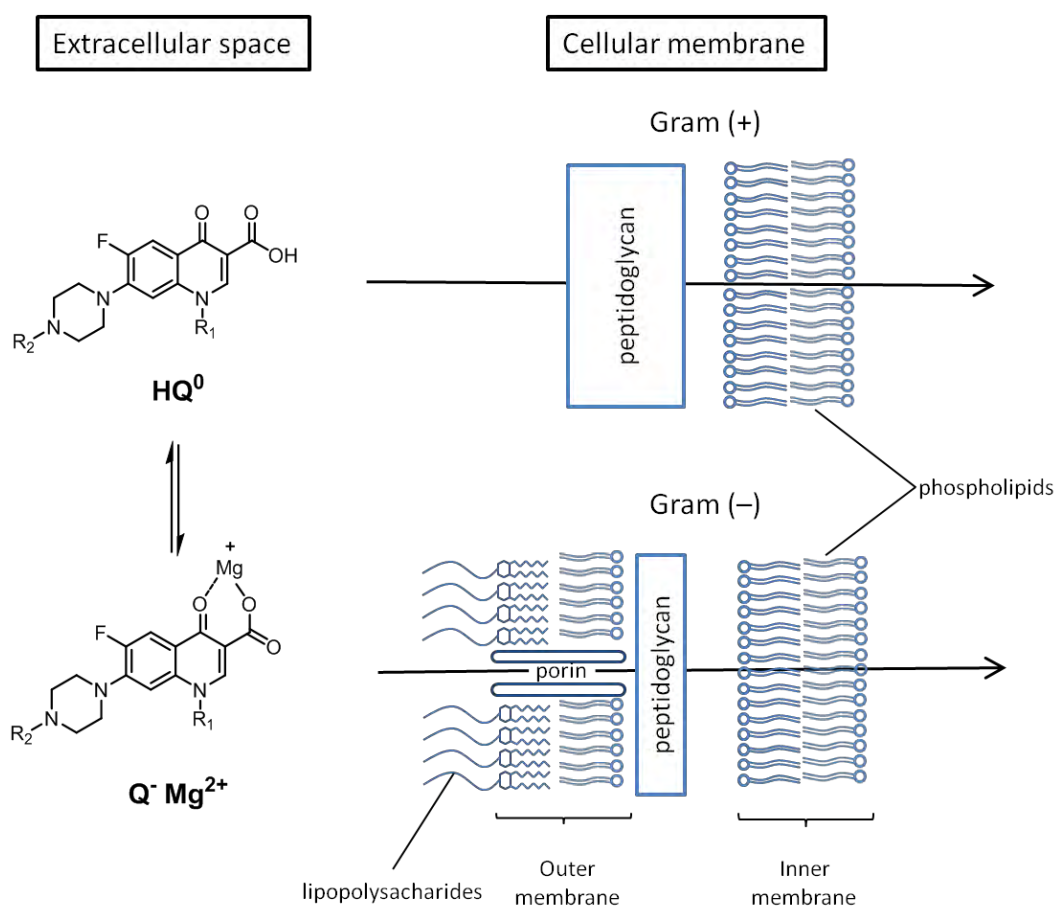 Extracellular space
Cellular membrane
Gram (+)
O
O
F
OH
N
N
N
R2
R1
peptidoglycan
HQ0
phospholipids
Gram (–)
+
Mg
O
O
F
O
N
N
N
R2
R1
porin
peptidoglycan
Q- Mg2+
lipopolysacharides
Outer
membrane
Inner
membrane